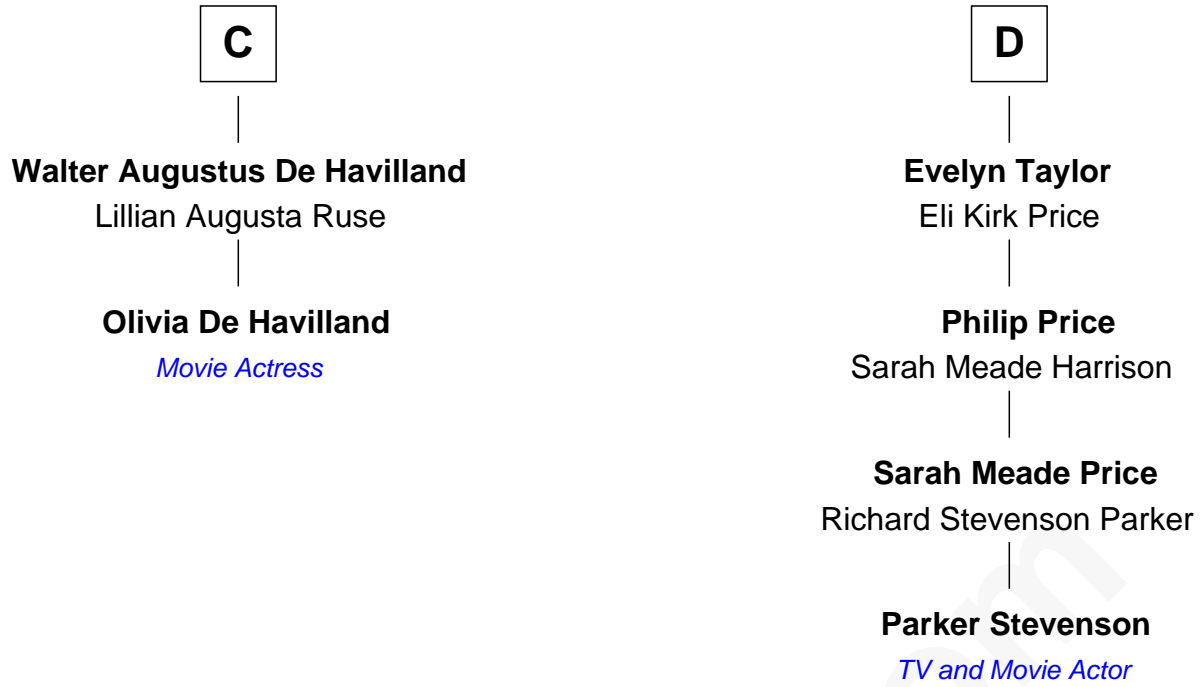 C
Walter Augustus De Havilland
Lillian Augusta Ruse
Olivia De Havilland
Movie Actress
D
Evelyn Taylor
Eli Kirk Price
Philip Price
Sarah Meade Harrison
Sarah Meade Price
Richard Stevenson Parker
Parker Stevenson
TV and Movie Actor